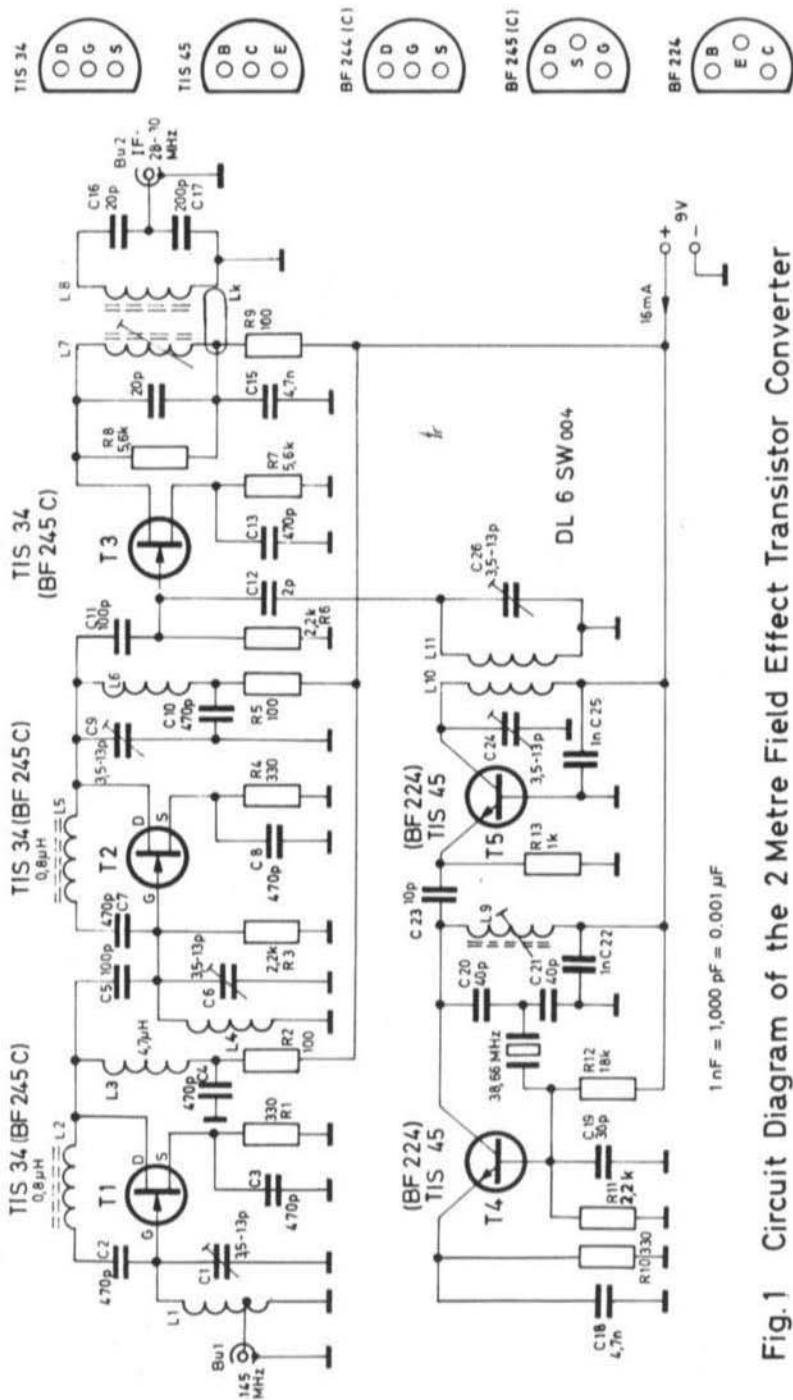 TIS 34 (BF 245 C)
0,8µH
L2
C2
470p
T1
D
G
S
L1
Bu1
145
MHz
C1
3,5-13p
C3
470p
330
R1
470p
C4
L3
4,7µH
R2
100
C5
100p
C7
470p
C6
3,5-13p
L4
2,2k
R3
TIS 34 (BF 245 C)
0,8µH
L5
T2
D
G
S
C8
470p
R4
330
C9
3,5-13p
L6
C10
470p
R5
100
C11
100p
2,2k
R6
C12
2p
TIS 34
(BF 245 C)
T3
C13
470p
R7
5,6k
R8
5,6k
20p
C15
4,7n
R9
100
L7
L8
Lk
C16
20p
200p
C17
Bu2
IF-
28-30
MHz
TIS 34
D
G
S
TIS 45
B
C
E
BF 244 (C)
D
G
S
BF 245 (C)
D
S
G
BF 224
B
E
C
(BF 224)
TIS 45
T4
C18
4,7n
R10 330
R11
2,2k
C19
30p
R12
18k
38,66 MHz
C20
40p
C21
40p
L9
1n C22
C23 10p
(BF 224)
TIS 45
T5
R13
1k
C24
3,5-13p
1n C25
L10
L11
C26
3,5-13p
DL 6 SW 004
16mA
+
9V
-
1 nF = 1,000 pF = 0.001 µF
Fig.1 Circuit Diagram of the 2 Metre Field Effect Transistor Converter